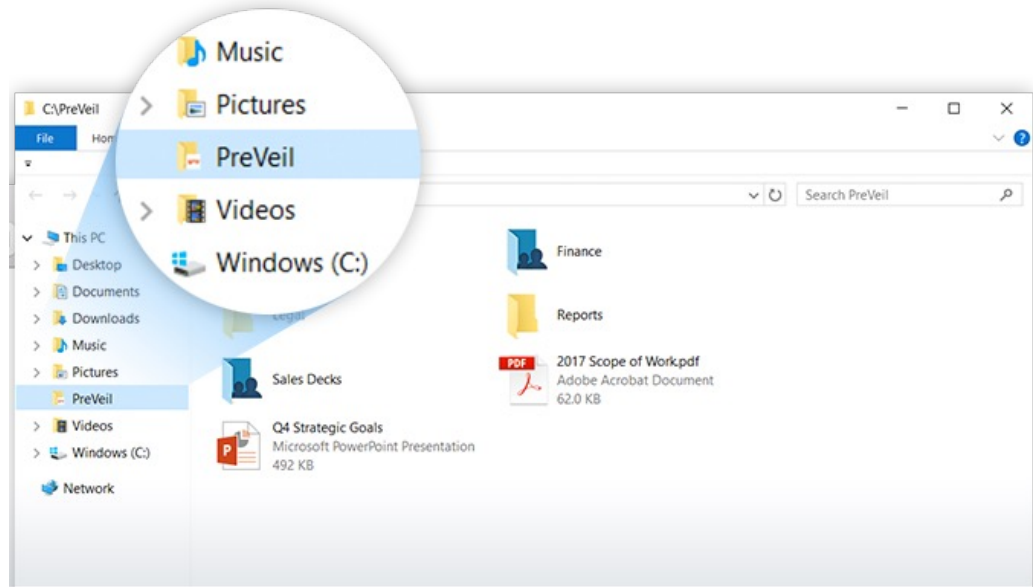 Music
Pictures
PreVeil
Videos
Windows (C:)
C:\PreVeil
File
Search PreVeil
This PC
Desktop
Documents
Downloads
Music
Pictures
PreVeil
Videos
Windows (C:)
Network
Finance
Legal
Reports
Sales Decks
PDF
2017 Scope of Work.pdf
Adobe Acrobat Document
62.0 KB
P
Q4 Strategic Goals
Microsoft PowerPoint Presentation
492 KB